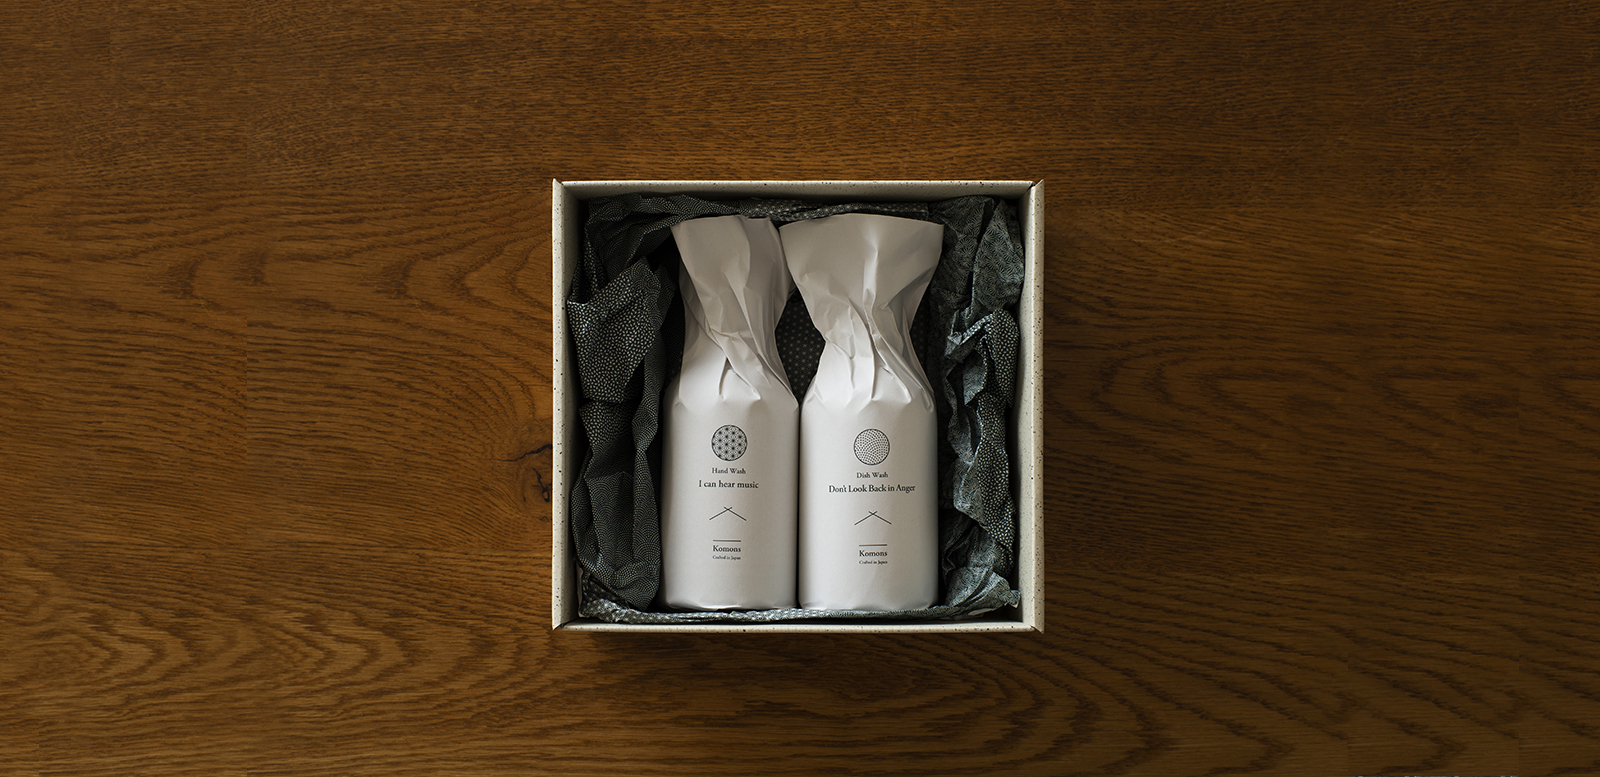 Hand Wash
I can hear music
Komons
Crafted in Japan
Dish Wash
Don't Look Back in Anger
Komons
Crafted in Japan